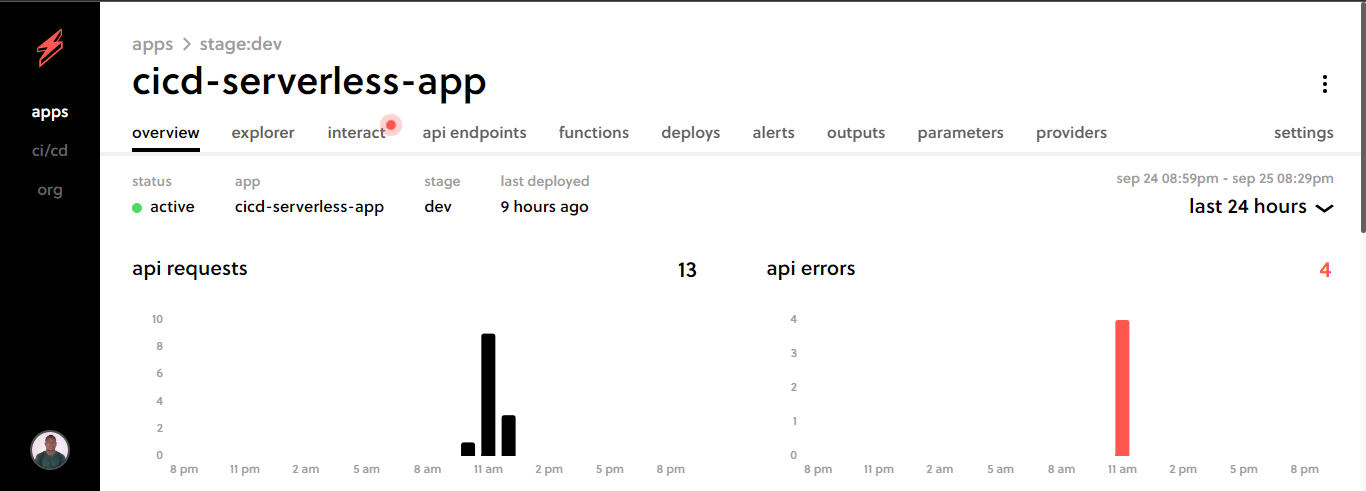 apps
ci/cd
org
apps > stage:dev
cicd-serverless-app
overview explorer interact api endpoints functions deploys alerts outputs parameters providers settings
status app stage last deployed sep 24 08:59pm - sep 25 08:29pm
active cicd-serverless-app dev 9 hours ago last 24 hours
api requests 13
10
8
6
4
2
0
8 pm 11 pm 2 am 5 am 8 am 11 am 2 pm 5 pm 8 pm
api errors 4
4
3
2
1
0
8 pm 11 pm 2 am 5 am 8 am 11 am 2 pm 5 pm 8 pm